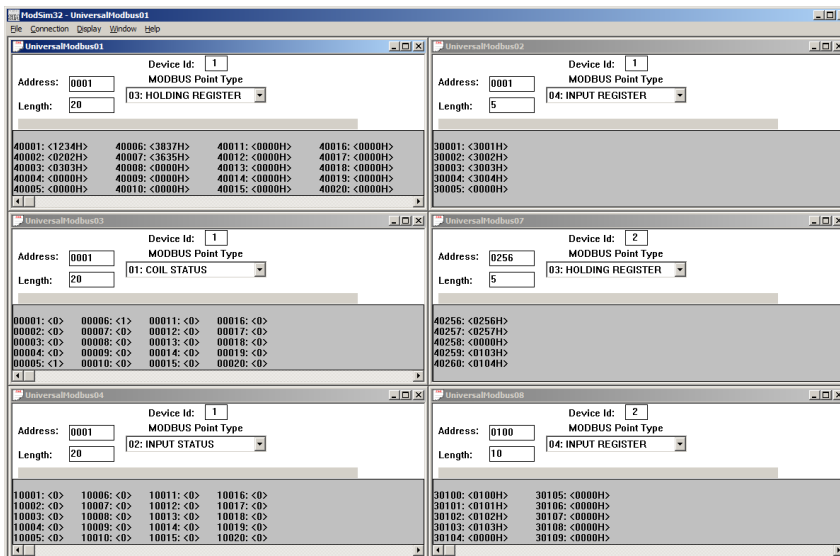 ModSim32 - UniversalModbus01
File Connection Display Window Help
UniversalModbus01
Device Id: 1
Address: 0001
MODBUS Point Type
03: HOLDING REGISTER
Length: 20
40001: <1234H> 40006: <3837H> 40011: <0000H> 40016: <0000H>
40002: <0202H> 40007: <3635H> 40012: <0000H> 40017: <0000H>
40003: <0303H> 40008: <0000H> 40013: <0000H> 40018: <0000H>
40004: <0000H> 40009: <0000H> 40014: <0000H> 40019: <0000H>
40005: <0000H> 40010: <0000H> 40015: <0000H> 40020: <0000H>
UniversalModbus02
Device Id: 1
Address: 0001
MODBUS Point Type
04: INPUT REGISTER
Length: 5
30001: <3001H>
30002: <3002H>
30003: <3003H>
30004: <3004H>
30005: <0000H>
UniversalModbus03
Device Id: 1
Address: 0001
MODBUS Point Type
01: COIL STATUS
Length: 20
00001: <0> 00006: <1> 00011: <0> 00016: <0>
00002: <0> 00007: <0> 00012: <0> 00017: <0>
00003: <0> 00008: <0> 00013: <0> 00018: <0>
00004: <0> 00009: <0> 00014: <0> 00019: <0>
00005: <1> 00010: <0> 00015: <0> 00020: <0>
UniversalModbus07
Device Id: 2
Address: 0256
MODBUS Point Type
03: HOLDING REGISTER
Length: 5
40256: <0256H>
40257: <0257H>
40258: <0000H>
40259: <0103H>
40260: <0104H>
UniversalModbus04
Device Id: 1
Address: 0001
MODBUS Point Type
02: INPUT STATUS
Length: 20
10001: <0> 10006: <0> 10011: <0> 10016: <0>
10002: <0> 10007: <0> 10012: <0> 10017: <0>
10003: <0> 10008: <0> 10013: <0> 10018: <0>
10004: <0> 10009: <0> 10014: <0> 10019: <0>
10005: <0> 10010: <0> 10015: <0> 10020: <0>
UniversalModbus08
Device Id: 2
Address: 0100
MODBUS Point Type
04: INPUT REGISTER
Length: 10
30100: <0100H> 30105: <0000H>
30101: <0101H> 30106: <0000H>
30102: <0102H> 30107: <0000H>
30103: <0103H> 30108: <0000H>
30104: <0000H> 30109: <0000H>